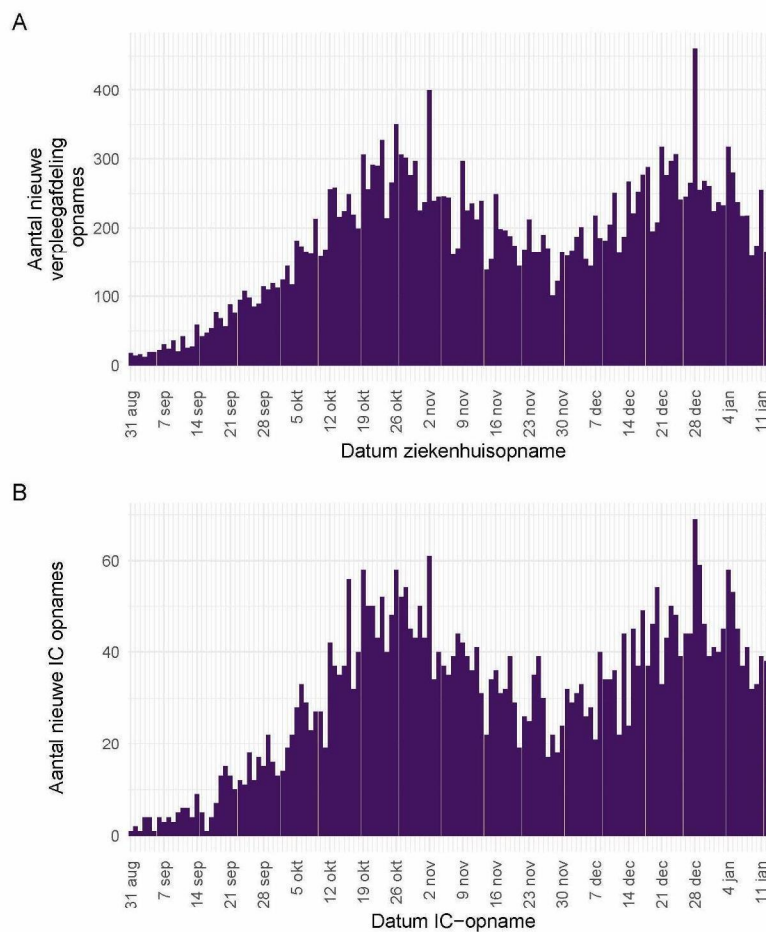 A
Aantal nieuwe
verpleegafdeling
opnames
400
300
200
100
0
31 aug
7 sep
14 sep
21 sep
28 sep
5 okt
12 okt
19 okt
26 okt
2 nov
9 nov
16 nov
23 nov
30 nov
7 dec
14 dec
21 dec
28 dec
4 jan
11 jan
Datum ziekenhuisopname
B
Aantal nieuwe IC opnames
60
40
20
0
31 aug
7 sep
14 sep
21 sep
28 sep
5 okt
12 okt
19 okt
26 okt
2 nov
9 nov
16 nov
23 nov
30 nov
7 dec
14 dec
21 dec
28 dec
4 jan
11 jan
Datum IC−opname